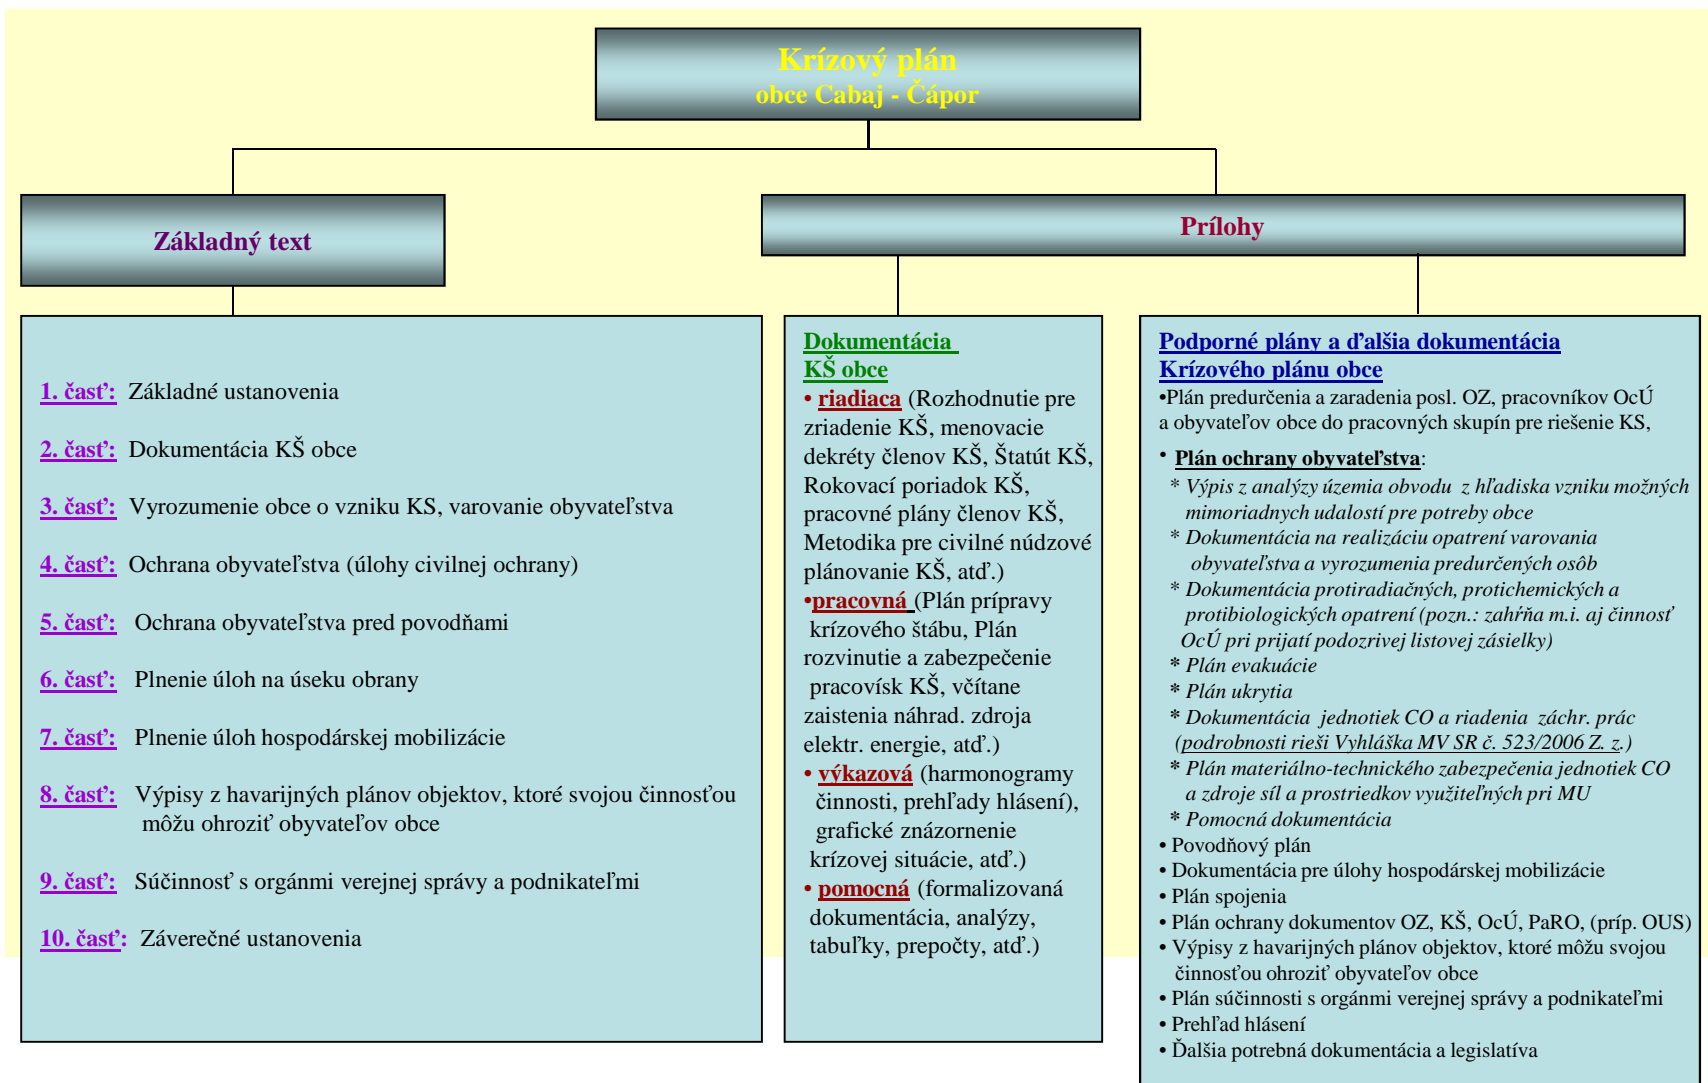 Krízový plán
obce Cabaj - Čápor
Základný text
Prílohy
1. časť: Základné ustanovenia
2. časť: Dokumentácia KŠ obce
3. časť: Vyrozumenie obce o vzniku KS, varovanie obyvateľstva
4. časť: Ochrana obyvateľstva (úlohy civilnej ochrany)
5. časť: Ochrana obyvateľstva pred povodňami
6. časť: Plnenie úloh na úseku obrany
7. časť: Plnenie úloh hospodárskej mobilizácie
8. časť: Výpisy z havarijných plánov objektov, ktoré svojou činnosťou
môžu ohroziť obyvateľov obce
9. časť: Súčinnosť s orgánmi verejnej správy a podnikateľmi
10. časť: Záverečné ustanovenia
Dokumentácia
KŠ obce
• riadiaca (Rozhodnutie pre
zriadenie KŠ, menovacie
dekréty členov KŠ, Štatút KŠ,
Rokovací poriadok KŠ,
pracovné plány členov KŠ,
Metodika pre civilné núdzové
plánovanie KŠ, atď.)
•pracovná (Plán prípravy
krízového štábu, Plán
rozvinutie a zabezpečenie
pracovísk KŠ, včítane
zaistenia náhrad. zdroja
elektr. energie, atď.)
• výkazová (harmonogramy
činnosti, prehľady hlásení),
grafické znázornenie
krízovej situácie, atď.)
• pomocná (formalizovaná
dokumentácia, analýzy,
tabuľky, prepočty, atď.)
Podporné plány a ďalšia dokumentácia
Krízového plánu obce
•Plán predurčenia a zaradenia posl. OZ, pracovníkov OcÚ
a obyvateľov obce do pracovných skupín pre riešenie KS,
• Plán ochrany obyvateľstva:
* Výpis z analýzy územia obvodu z hľadiska vzniku možných
mimoriadnych udalostí pre potreby obce
* Dokumentácia na realizáciu opatrení varovania
obyvateľstva a vyrozumenia predurčených osôb
* Dokumentácia protiradiačných, protichemických a
protibiologických opatrení (pozn.: zahŕňa m.i. aj činnosť
OcÚ pri prijatí podozrivej listovej zásielky)
* Plán evakuácie
* Plán ukrytia
* Dokumentácia jednotiek CO a riadenia záchr. prác
(podrobnosti rieši Vyhláška MV SR č. 523/2006 Z. z.)
* Plán materiálno-technického zabezpečenia jednotiek CO
a zdroje síl a prostriedkov využiteľných pri MU
* Pomocná dokumentácia
• Povodňový plán
• Dokumentácia pre úlohy hospodárskej mobilizácie
• Plán spojenia
• Plán ochrany dokumentov OZ, KŠ, OcÚ, PaRO, (príp. OUS)
• Výpisy z havarijných plánov objektov, ktoré môžu svojou
činnosťou ohroziť obyvateľov obce
• Plán súčinnosti s orgánmi verejnej správy a podnikateľmi
• Prehľad hlásení
• Ďalšia potrebná dokumentácia a legislatíva